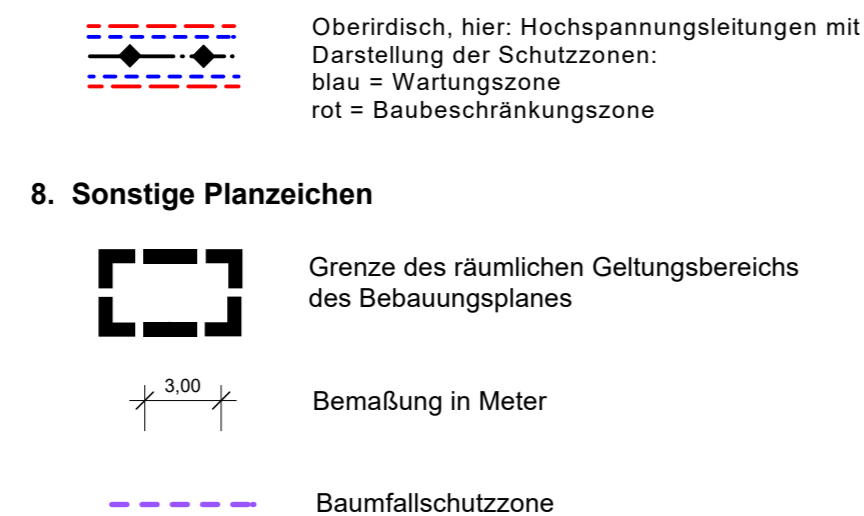 Oberirdisch, hier: Hochspannungsleitungen mit
Darstellung der Schutzzonen:
blau = Wartungszone
rot = Baubeschränkungszone
8. Sonstige Planzeichen
Grenze des räumlichen Geltungsbereichs
des Bebauungsplanes
3,00
Bemaßung in Meter
Baumfallschutzzone